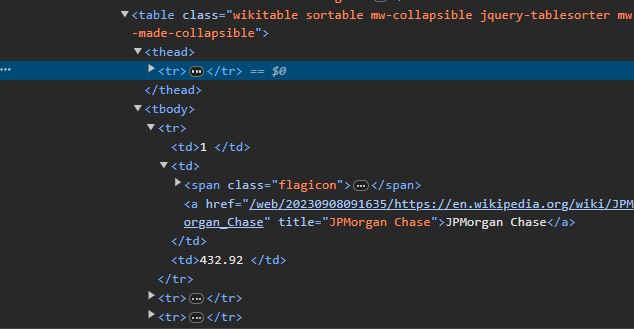 <table class="wikitable sortable mw-collapsible jquery-tablesorter mw
-made-collapsible">
<thead>
... <tr>...</tr> == $0
</thead>
<tbody>
<tr>
<td>1 </td>
<td>
<span class="flagicon">...</span>
<a href="/web/20230908091635/https://en.wikipedia.org/wiki/JPM
organ_Chase" title="JPMorgan Chase">JPMorgan Chase</a>
</td>
<td>432.92 </td>
</tr>
<tr>...</tr>
<tr>...</tr>